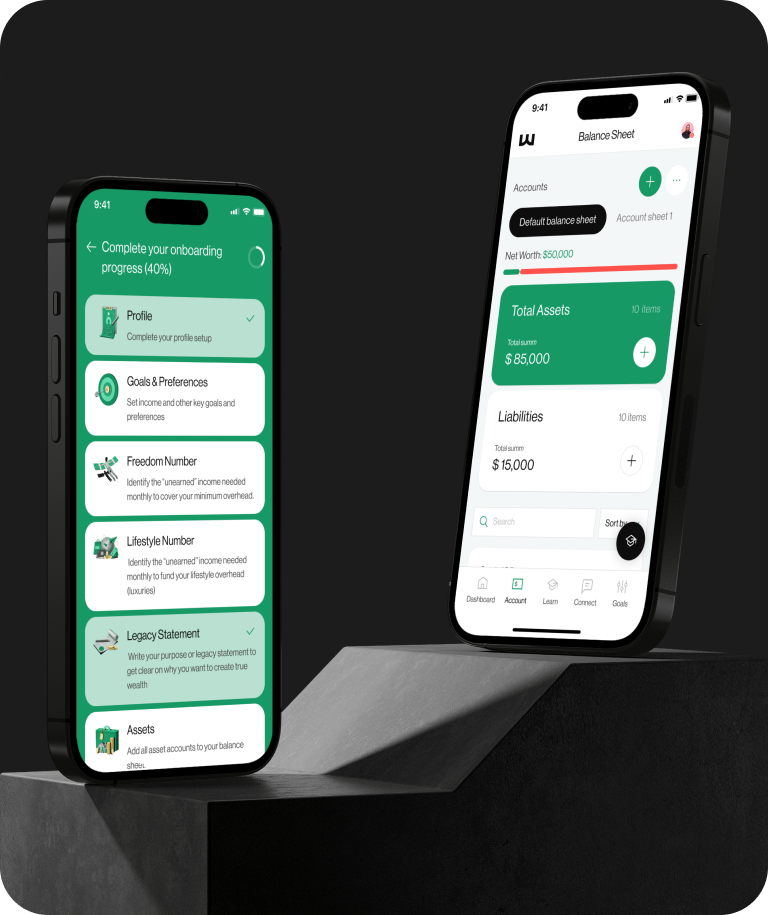 9:41
Complete your onboarding
progress (40%)
Profile
Complete your profile setup
Goals & Preferences
Set income and other key goals and
preferences
Freedom Number
Identify the “unearned” income needed
monthly to cover your minimum overhead.
Lifestyle Number
Identify the “unearned” income needed
monthly to fund your lifestyle overhead
(luxuries)
Legacy Statement
Write your purpose or legacy statement to
get clear on why you want to create true
wealth
Assets
Add all asset accounts to your balance
sheet.
9:41
Balance Sheet
Accounts
Default balance sheet
Account sheet 1
Net Worth: $50,000
Total Assets
10 items
Total summ
$ 85,000
Liabilities
10 items
Total summ
$ 15,000
Search
Sort by
Dashboard
Account
Learn
Connect
Goals